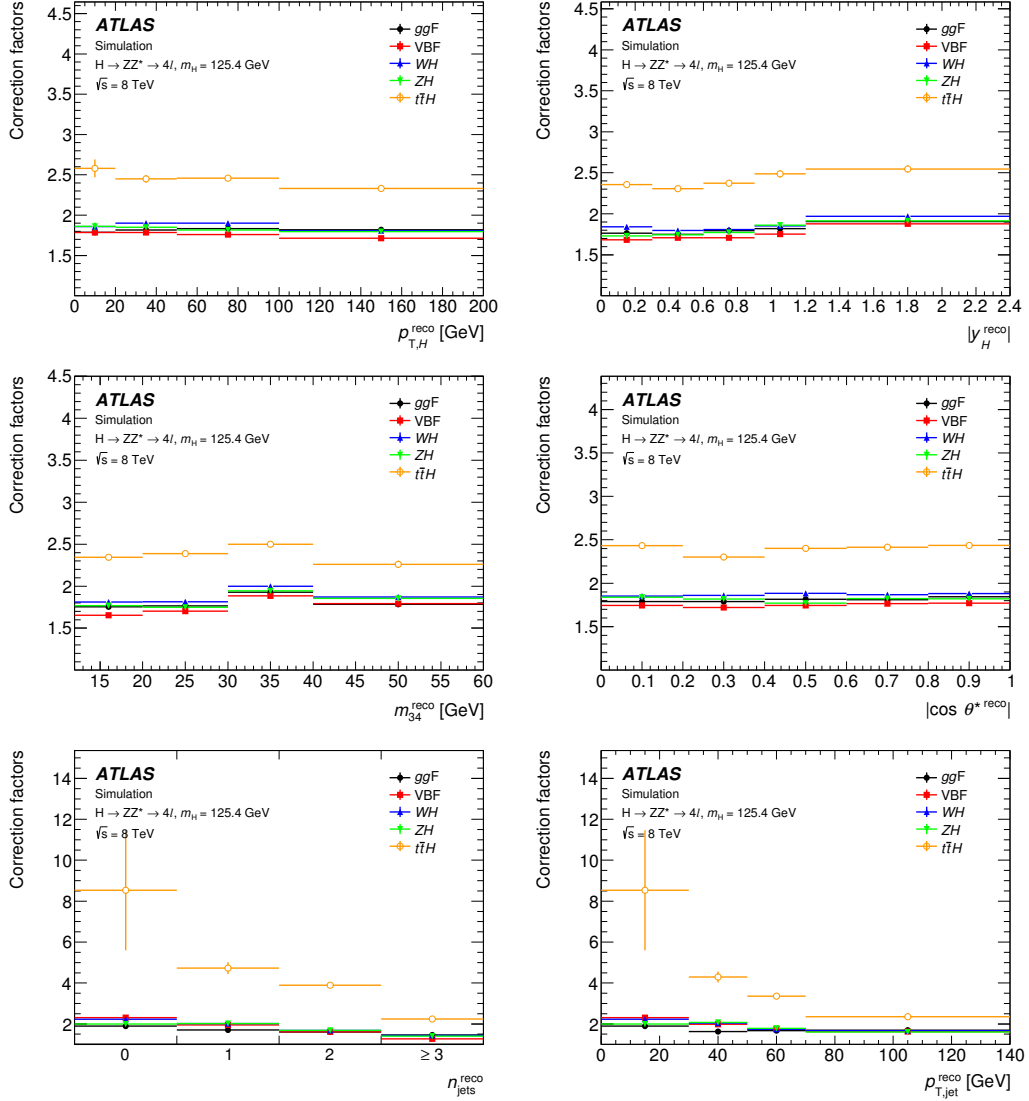 Correction factors
4.5
4
3.5
3
2.5
2
1.5
ATLAS
Simulation
H → ZZ* → 4l, m_H = 125.4 GeV
√s = 8 TeV
ggF
VBF
WH
ZH
tt̄H
0 20 40 60 80 100 120 140 160 180 200
p_{T,H}^{reco} [GeV]
Correction factors
4.5
4
3.5
3
2.5
2
1.5
ATLAS
Simulation
H → ZZ* → 4l, m_H = 125.4 GeV
√s = 8 TeV
ggF
VBF
WH
ZH
tt̄H
0 0.2 0.4 0.6 0.8 1 1.2 1.4 1.6 1.8 2 2.2 2.4
|y_H^{reco}|
Correction factors
4.5
4
3.5
3
2.5
2
1.5
ATLAS
Simulation
H → ZZ* → 4l, m_H = 125.4 GeV
√s = 8 TeV
ggF
VBF
WH
ZH
tt̄H
15 20 25 30 35 40 45 50 55 60
m_{34}^{reco} [GeV]
Correction factors
4
3.5
3
2.5
2
1.5
ATLAS
Simulation
H → ZZ* → 4l, m_H = 125.4 GeV
√s = 8 TeV
ggF
VBF
WH
ZH
tt̄H
0 0.1 0.2 0.3 0.4 0.5 0.6 0.7 0.8 0.9 1
|cos θ*^{reco}|
Correction factors
14
12
10
8
6
4
2
ATLAS
Simulation
H → ZZ* → 4l, m_H = 125.4 GeV
√s = 8 TeV
ggF
VBF
WH
ZH
tt̄H
0 1 2 ≥ 3
n_{jets}^{reco}
Correction factors
14
12
10
8
6
4
2
ATLAS
Simulation
H → ZZ* → 4l, m_H = 125.4 GeV
√s = 8 TeV
ggF
VBF
WH
ZH
tt̄H
0 20 40 60 80 100 120 140
p_{T,jet}^{reco} [GeV]